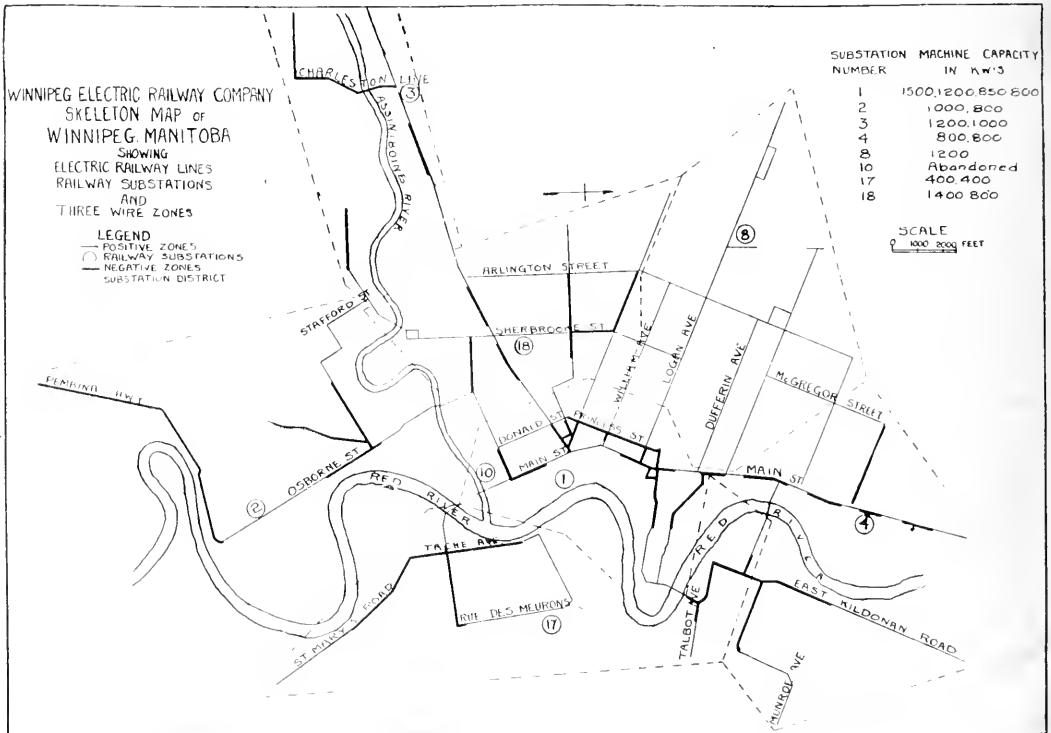 WINNIPEG ELECTRIC RAILWAY COMPANY
SKELETON MAP OF
WINNIPEG, MANITOBA
SHOWING
ELECTRIC RAILWAY LINES
RAILWAY SUBSTATIONS
AND
THREE WIRE ZONES
LEGEND
POSITIVE ZONES
RAILWAY SUBSTATIONS
NEGATIVE ZONES
SUBSTATION DISTRICT
SUBSTATION MACHINE CAPACITY
NUMBER IN KW'S
1 1500,1200,850 800
2 1000, 800
3 1200,1000
4 800,800
8 1200
10 Abandoned
17 400,400
18 1400 800
SCALE
0 1000 2000 FEET
CHARLESTON LINE
3
ASSINIBOINE RIVER
8
ARLINGTON STREET
STAFFORD ST
SHERBROOKE ST
18
WILLIAM AVE
LOGAN AVE
DUFFERIN AVE
McGREGOR STREET
PEMBINA HWY
DONALD ST
PRINCESS ST
MAIN ST
MAIN ST
OSBORNE ST
2
10
1
4
RED RIVER
RED RIVER
TACHE AVE
ST MARY'S ROAD
RUE DES MEURONS
17
TALBOT AVE
EAST KILDONAN ROAD
MUNROE AVE